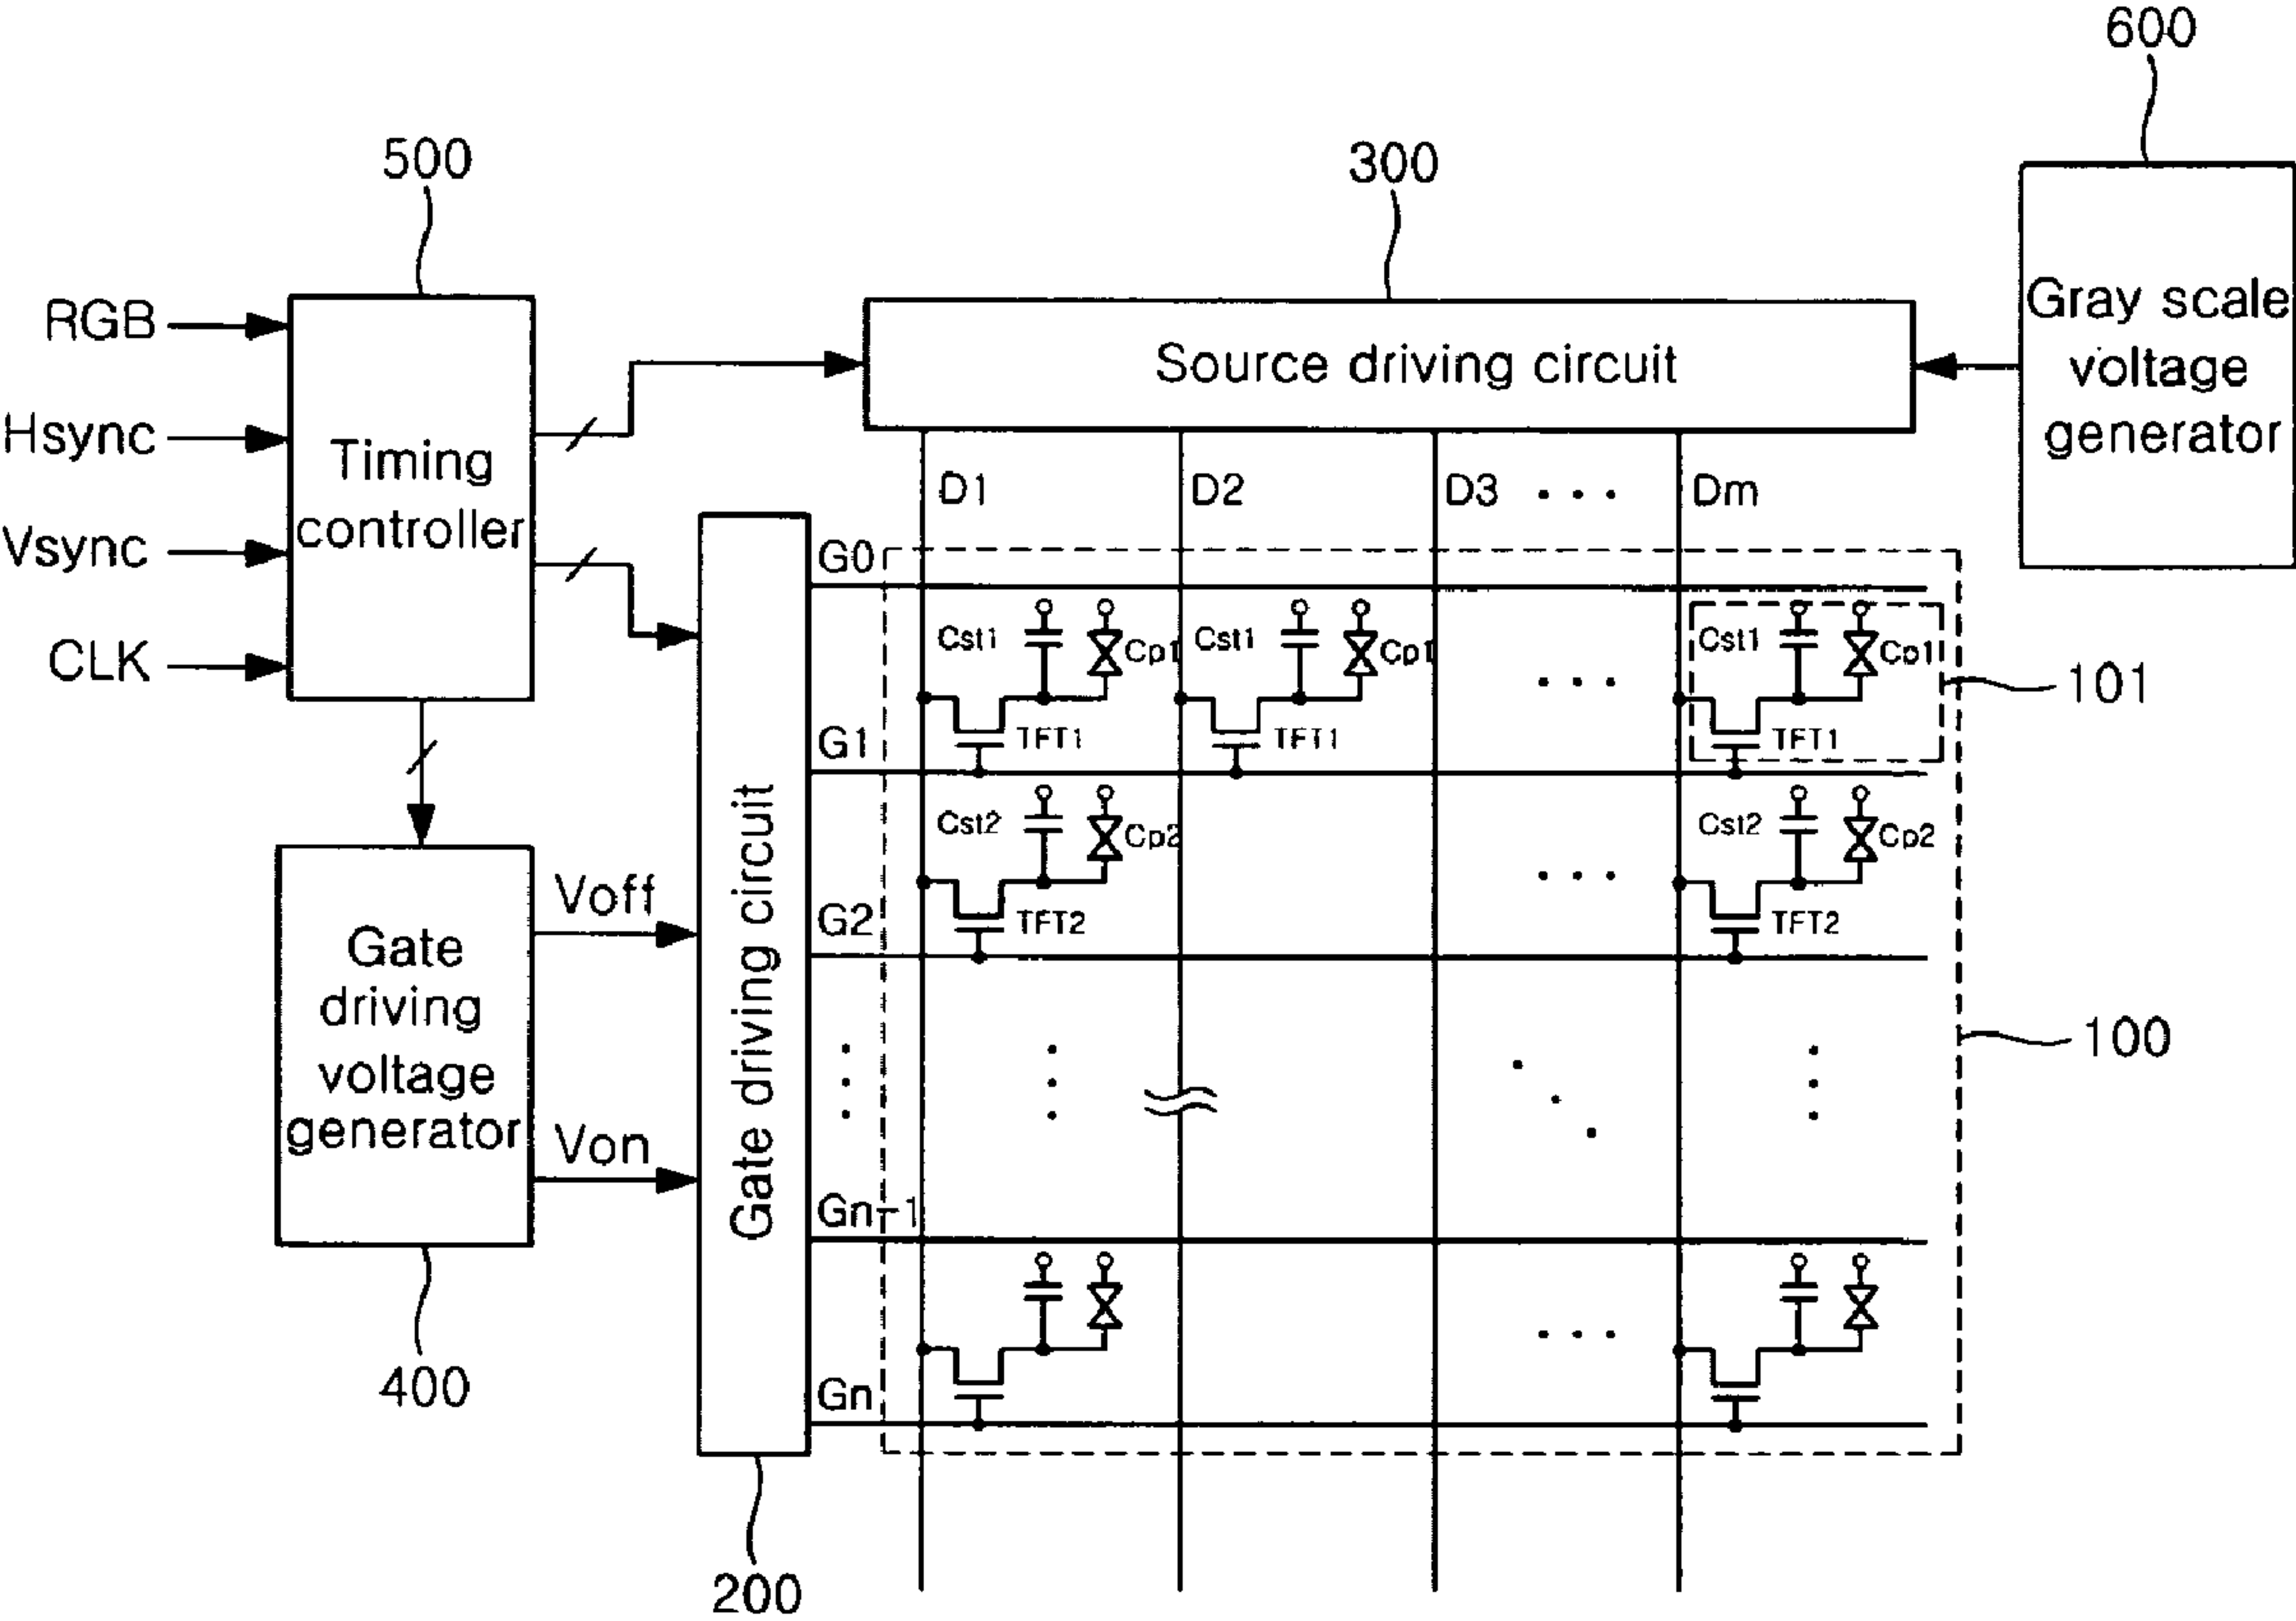 600
500
300
RGB
Hsync
Vsync
CLK
Timing
controller
Source driving circuit
Gray scale
voltage
generator
D1
D2
D3
...
Dm
G0
Cst1
Cp1
Cst1
Cp1
...
Cst1
Cp1
101
G1
TFT1
TFT1
TFT1
Cst2
Cp2
...
Cst2
Cp2
G2
TFT2
TFT2
Voff
Gate
driving
voltage
generator
Von
Gate driving circuit
100
Gn-1
...
Gn
400
200